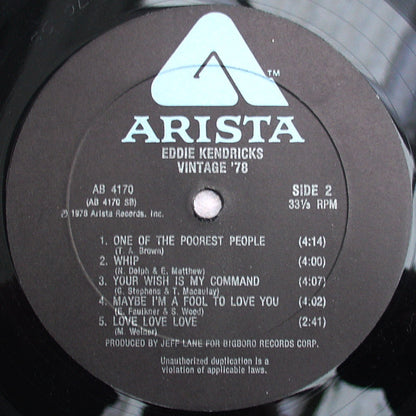 ™
ARISTA
EDDIE KENDRICKS
VINTAGE '78
AB 4170
(AB 4170 SB)
℗ 1978 Arista Records, Inc.
SIDE 2
33⅓ RPM
1. ONE OF THE POOREST PEOPLE (4:14)
(T. & A. Brown)
2. WHIP (4:00)
(N. Dolph & E. Matthew)
3. YOUR WISH IS MY COMMAND (4:07)
(G. Stephens & T. Macaulay)
4. MAYBE I'M A FOOL TO LOVE YOU (4:02)
(E. Faulkner & S. Wood)
5. LOVE LOVE LOVE (2:41)
(M. Weiner)
PRODUCED BY JEFF LANE FOR BIGBORO RECORDS CORP.
Unauthorized duplication is a
violation of applicable laws.